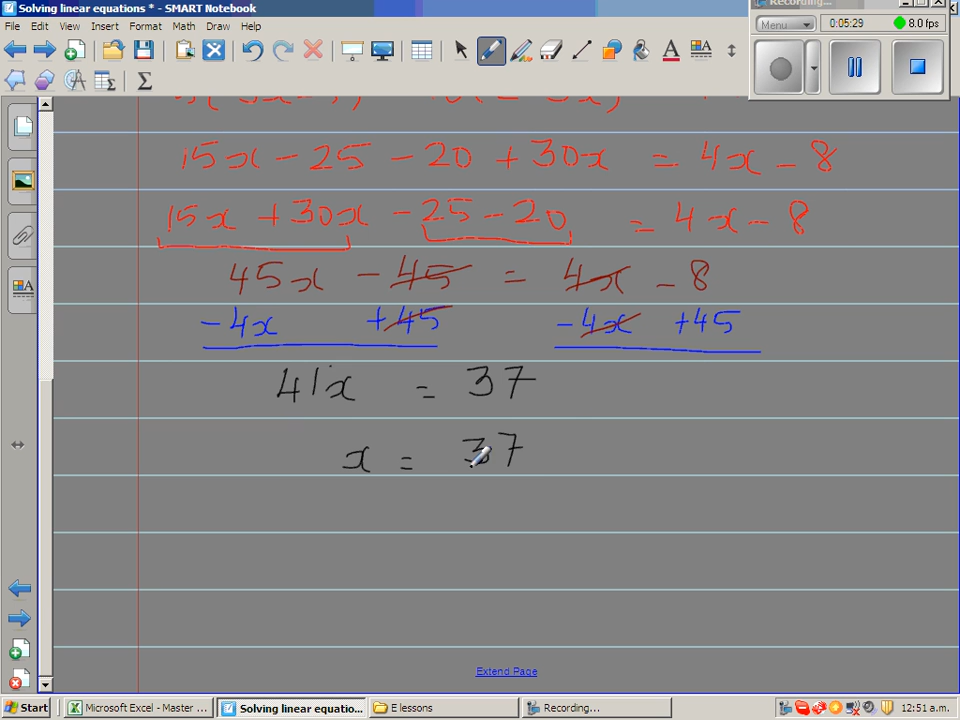 Solving linear equations * - SMART Notebook
Recording...
File Edit View Insert Format Math Draw Help
Menu 0:05:29 8.0 fps
15x - 25 - 20 + 30x = 4x - 8
15x + 30x - 25 - 20 = 4x - 8
45x - 45 = 4x - 8
-4x +45 -4x +45
41x = 37
x = 37
Extend Page
Start Microsoft Excel - Master ... Solving linear equatio... E lessons Recording... 12:51 a.m.